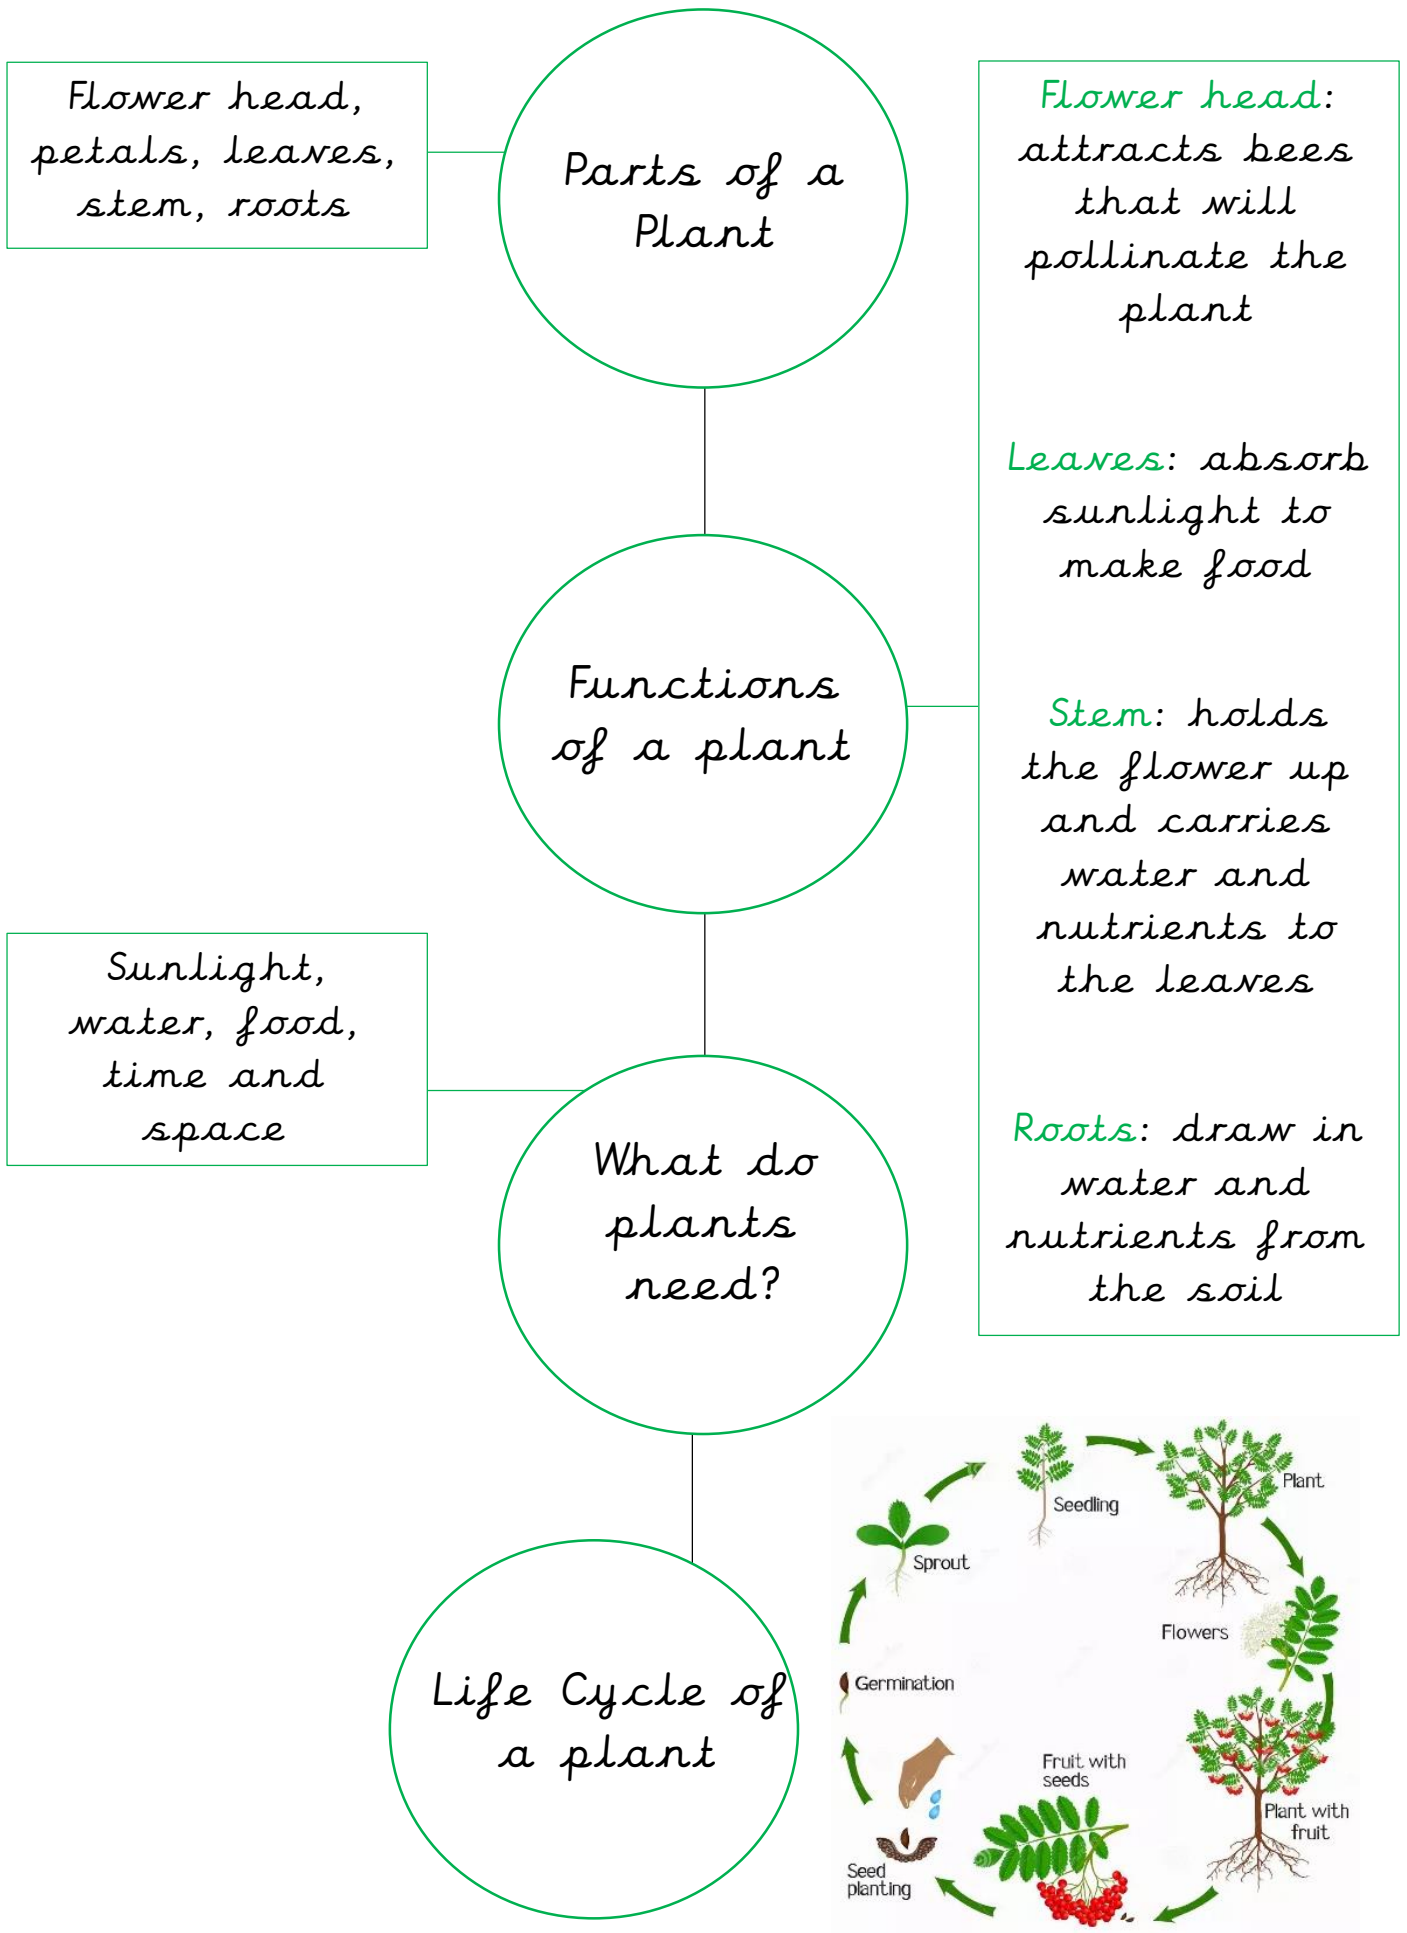 Flower head,
petals, leaves,
stem, roots
Parts of a
Plant
Flower head:
attracts bees
that will
pollinate the
plant
Leaves: absorb
sunlight to
make food
Functions
of a plant
Stem: holds
the flower up
and carries
water and
nutrients to
the leaves
Sunlight,
water, food,
time and
space
Roots: draw in
water and
nutrients from
the soil
What do
plants
need?
Life Cycle of
a plant
Seedling
Plant
Sprout
Flowers
Germination
Fruit with
seeds
Plant with
fruit
Seed
planting